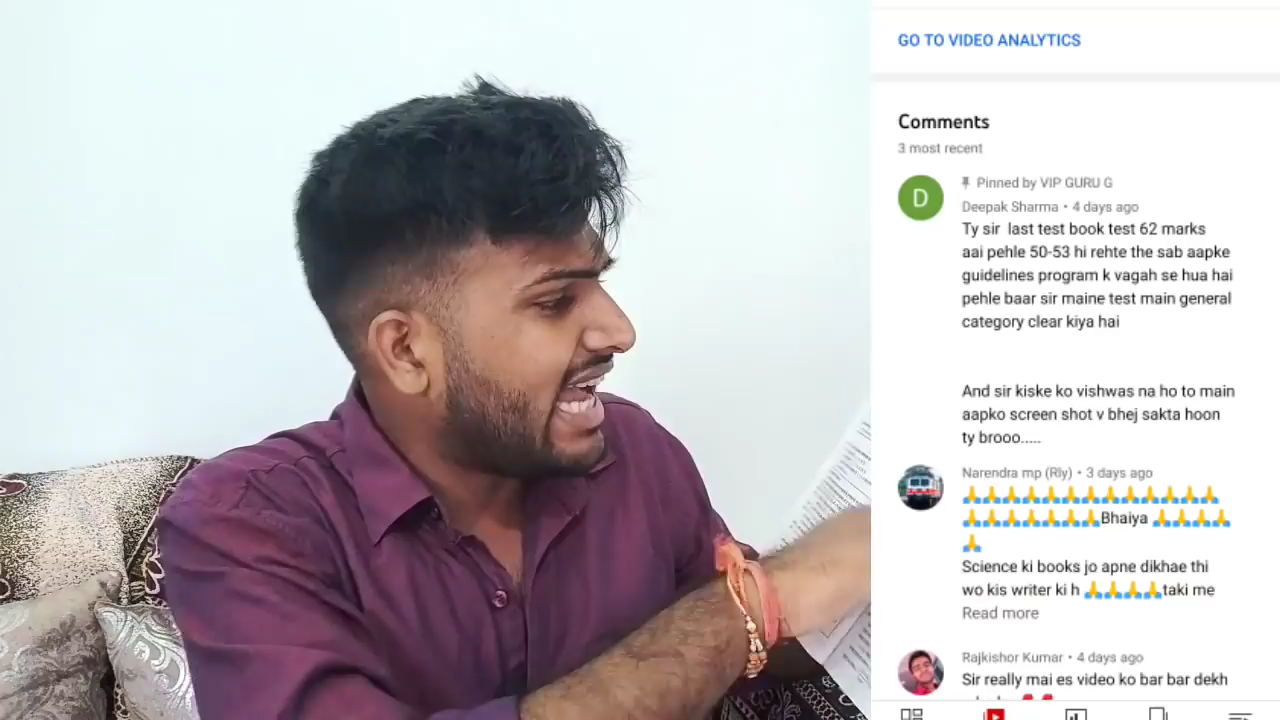 GO TO VIDEO ANALYTICS
Comments
3 most recent
Pinned by VIP GURU G
Deepak Sharma • 4 days ago
Ty sir last test book test 62 marks
aai pehle 50-53 hi rehte the sab aapke
guidelines program k vagah se hua hai
pehle baar sir maine test main general
category clear kiya hai
And sir kiske ko vishwas na ho to main
aapko screen shot v bhej sakta hoon
ty brooo.....
Narendra mp (Rly) • 3 days ago
🙏🙏🙏🙏🙏🙏🙏🙏🙏🙏🙏🙏🙏
🙏🙏🙏🙏🙏🙏🙏Bhaiya 🙏🙏🙏🙏
🙏
Science ki books jo apne dikhae thi
wo kis writer ki h 🙏🙏🙏🙏taki me
Read more
Rajkishor Kumar • 4 days ago
Sir really mai es video ko bar bar dekh
D